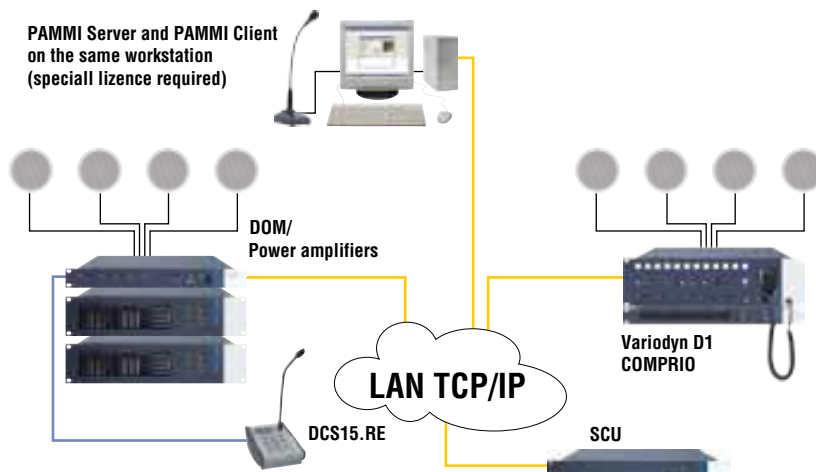 PAMMI Server and PAMMI Client
on the same workstation
(speciall lizence required)
DOM/
Power amplifiers
Variodyn D1
COMPRIO
LAN TCP/IP
DCS15.RE
SCU